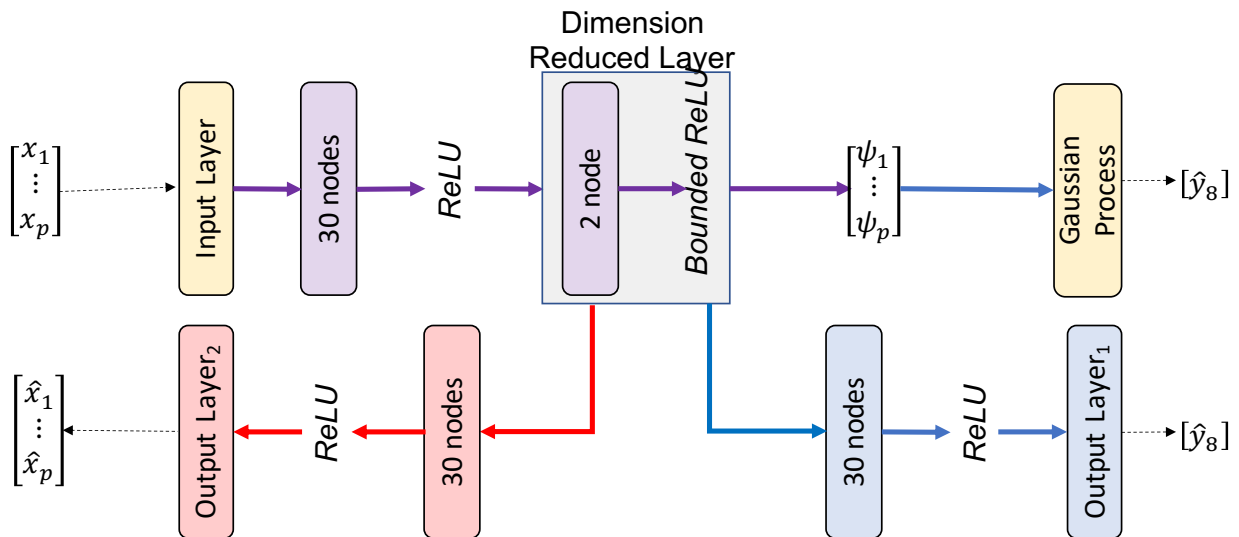 Dimension
Reduced Layer
x₁
⋮
xₚ
Input Layer
30 nodes
ReLU
2 node
Bounded ReLU
ψ₁
⋮
ψₚ
Gaussian
Process
[ŷ₈]
x̂₁
⋮
x̂ₚ
Output Layer₂
ReLU
30 nodes
30 nodes
ReLU
Output Layer₁
[ŷ₈]